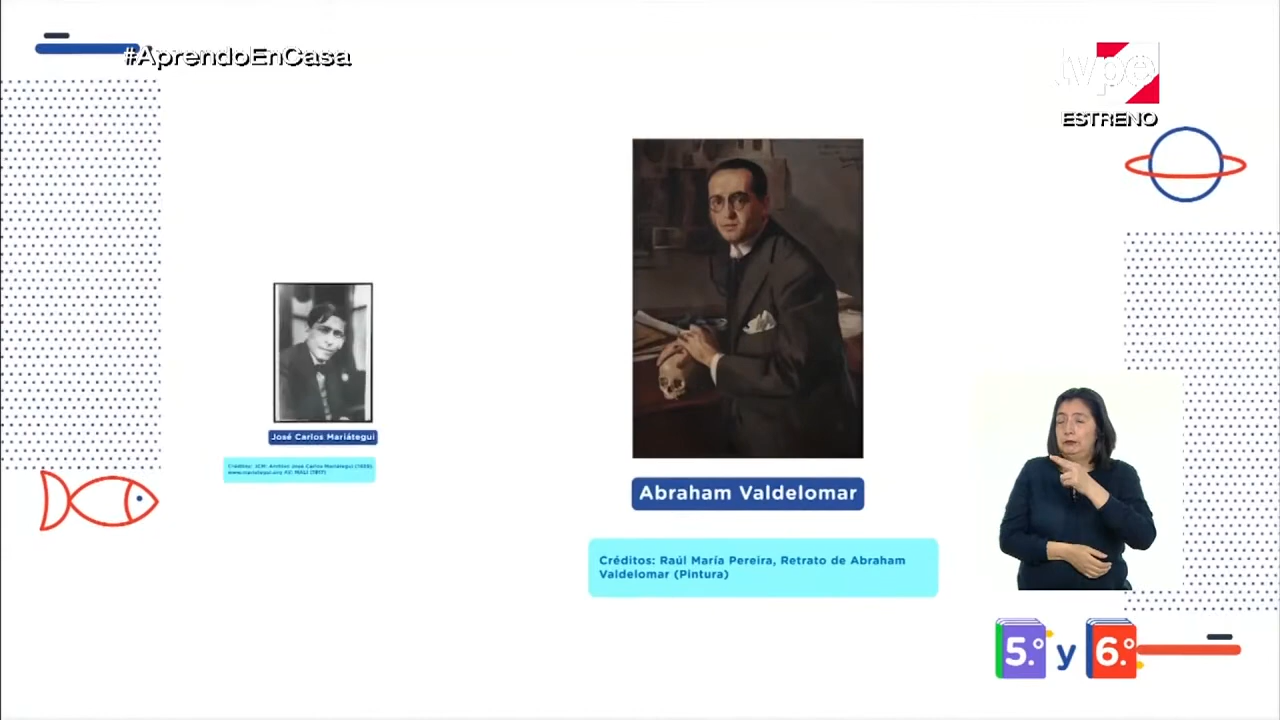 #AprendoEnCasa
tvpe
ESTRENO
José Carlos Mariátegui
Abraham Valdelomar
Créditos: Raúl María Pereira, Retrato de Abraham
Valdelomar (Pintura)
5.° y 6.°